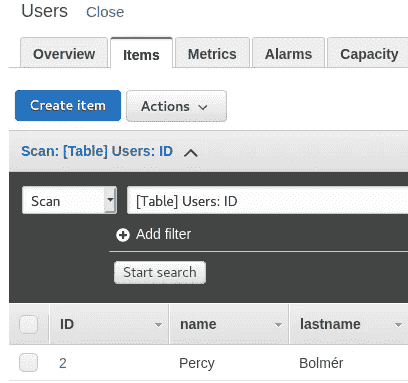 Users Close
Overview Items Metrics Alarms Capacity
Create item Actions
Scan: [Table] Users: ID
Scan [Table] Users: ID
Add filter
Start search
ID name lastname
2 Percy Bolmér